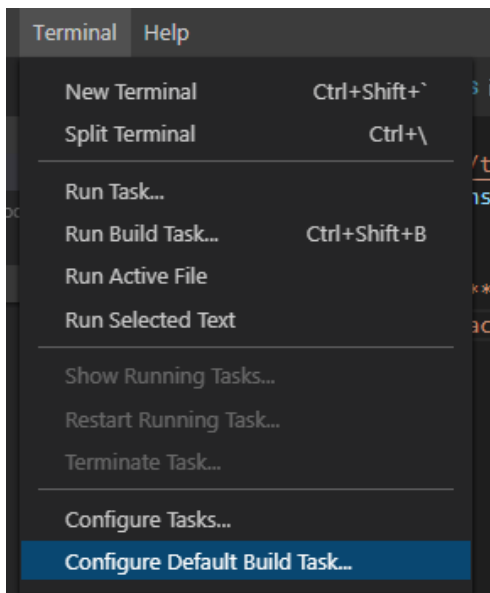 Terminal Help
New Terminal Ctrl+Shift+`
Split Terminal Ctrl+\
Run Task...
Run Build Task... Ctrl+Shift+B
Run Active File
Run Selected Text
Show Running Tasks...
Restart Running Task...
Terminate Task...
Configure Tasks...
Configure Default Build Task...